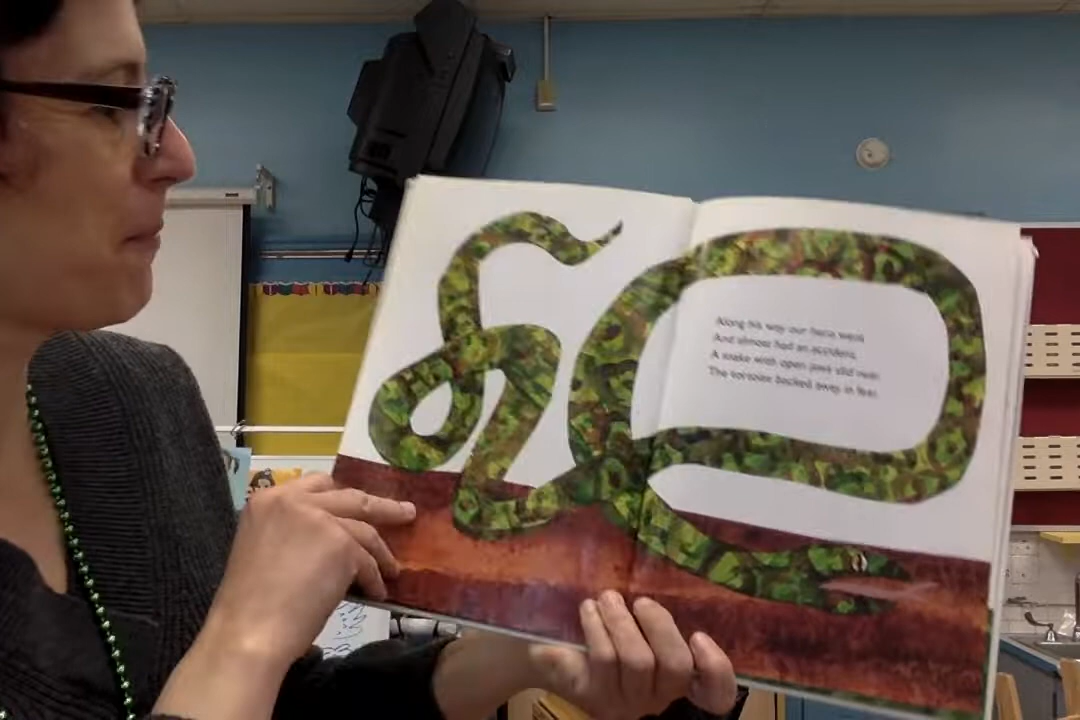 Along his way our hero went
And almost had an accident.
A snake with open jaws slid near.
The tortoise backed away in fear.